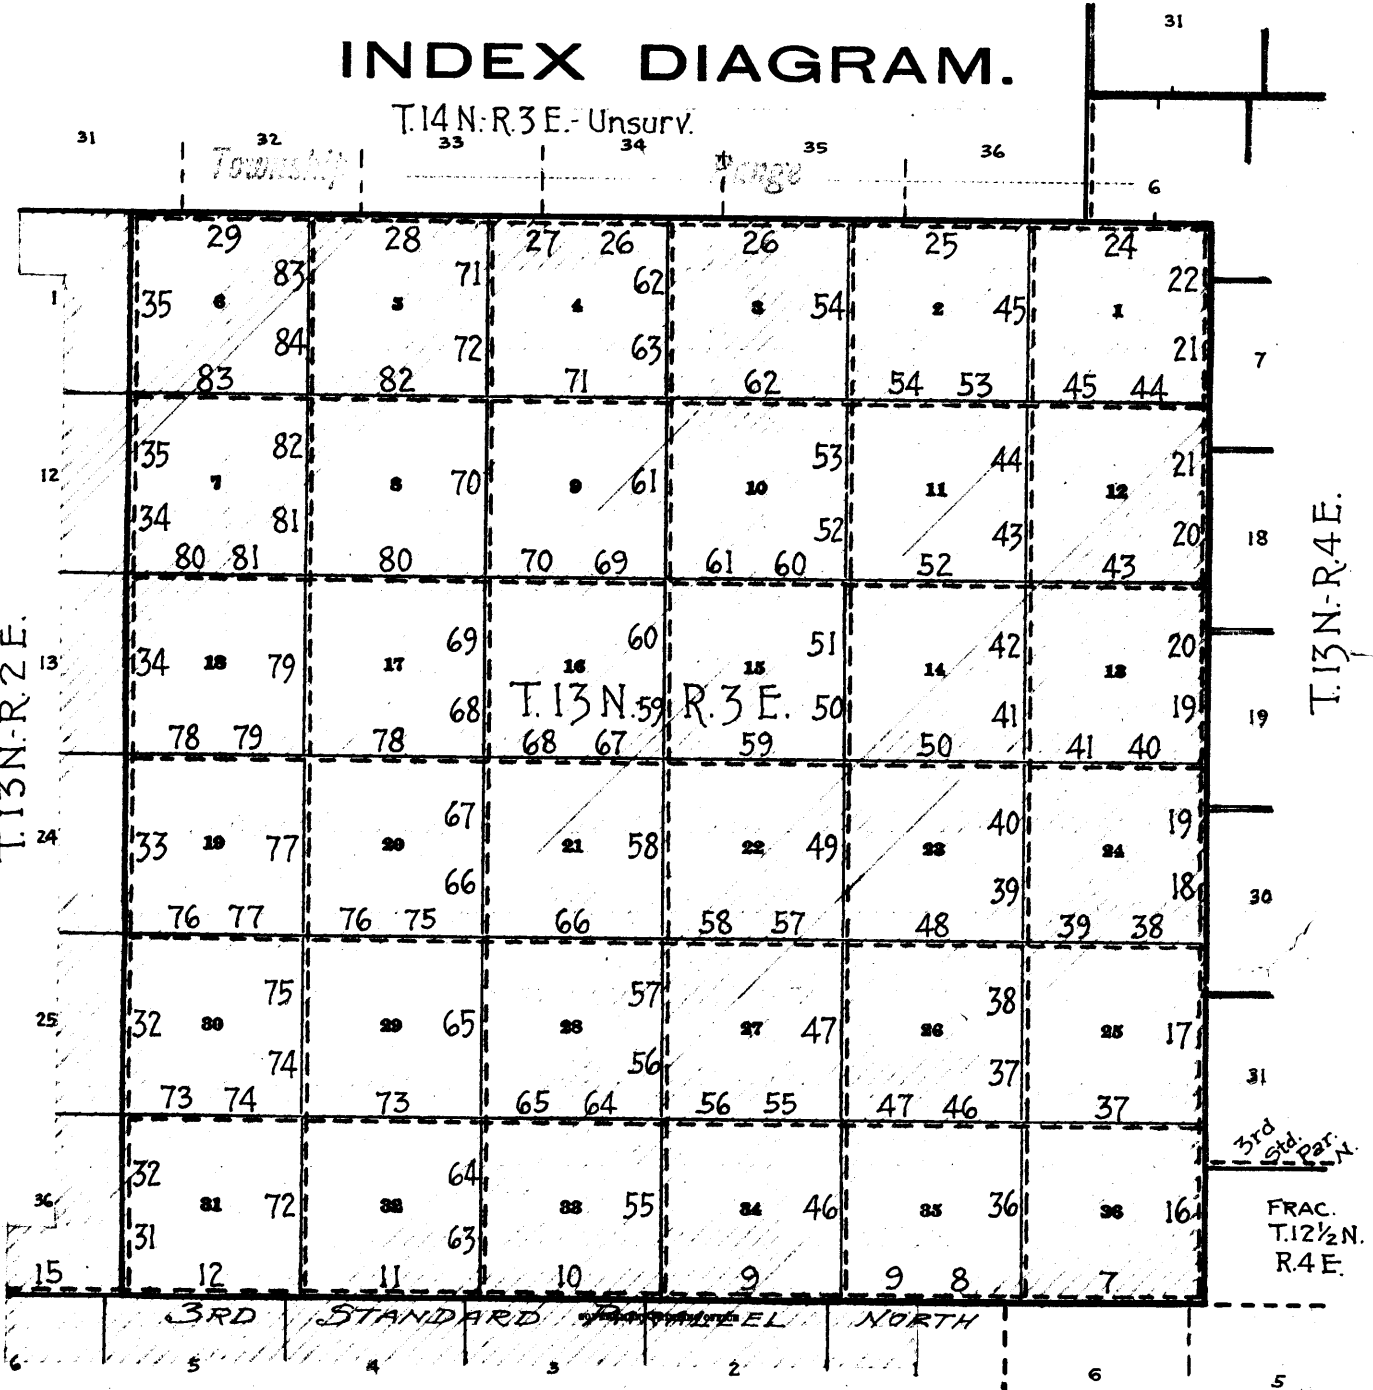 31
INDEX DIAGRAM.
T.14 N.-R.3 E.- Unsurv.
31 32 33 34 35 36
Township Range
6
29 28 27 26 26 25 24
83 71 62 54 45 22
1 35 6 5 4 3 2 1
84 72 63 21 7
83 82 71 62 54 53 45 44
35 82 53 44 21
12 7 8 70 9 61 10 11 12
34 81 52 43 20 18
80 81 80 70 69 61 60 52 43
69 60 51 42 20
13 34 18 79 17 16 15 14 13
T.13 N. R.3 E.
68 59 50 41 19 19
78 79 78 68 67 59 50 41 40
T.13N.-R.2 E.
T.13N.-R.4 E.
67 40 19
24 33 19 77 20 21 58 22 49 23 24
66 39 18 30
76 77 76 75 66 58 57 48 39 38
75 57 38
25 32 30 29 65 28 27 47 26 25 17
74 56 37 31
73 74 73 65 64 56 55 47 46 37
3rd Std. Par. N.
32 64
36 31 72 32 33 55 34 46 35 36 36 16
31 63
FRAC.
T.12½N.
R.4 E.
15 12 11 10 9 9 8 7
3RD STANDARD PARALLEL NORTH
6 5 4 3 2 1 6 5